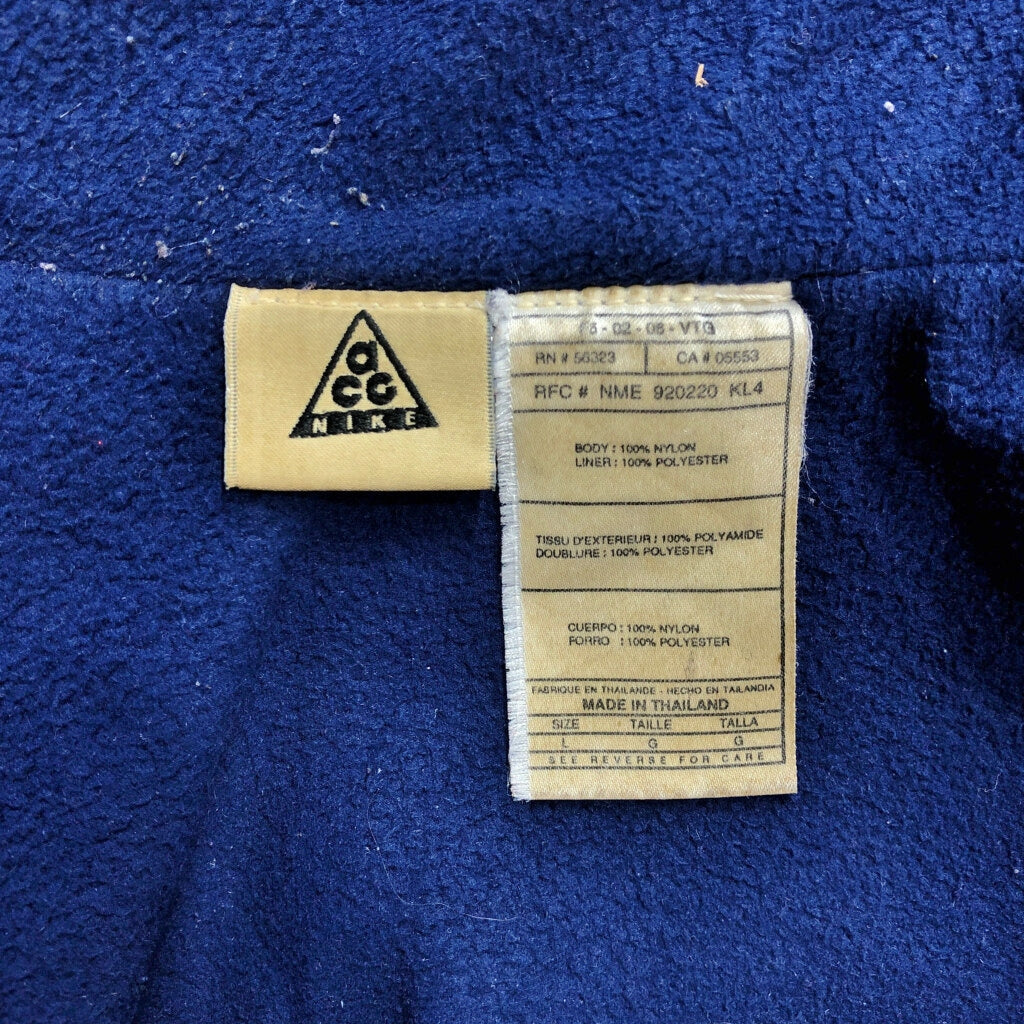 acg
NIKE
- 02 - 08 - VTG
RN # 56323 CA # 05553
RFC # NME 920220 KL4
BODY : 100% NYLON
LINER : 100% POLYESTER
TISSU D'EXTERIEUR : 100% POLYAMIDE
DOUBLURE : 100% POLYESTER
CUERPO : 100% NYLON
FORRO : 100% POLYESTER
FABRIQUE EN THAILANDE - HECHO EN TAILANDIA
MADE IN THAILAND
SIZE TAILLE TALLA
L G G
SEE REVERSE FOR CARE